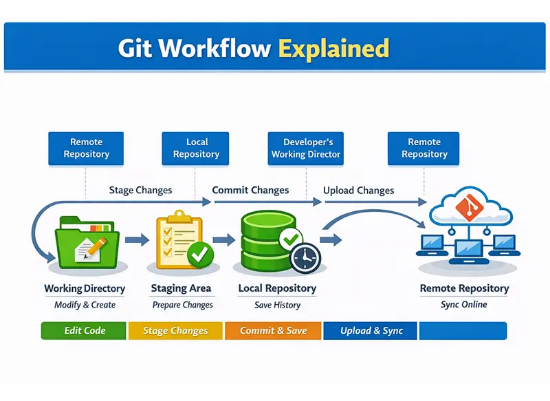 Git Workflow Explained
Remote
Repository
Local
Repository
Developer's
Working Director
Remote
Repository
Stage Changes
Commit Changes
Upload Changes
Working Directory
Modify & Create
Staging Area
Prepare Changes
Local Repository
Save History
Remote Repository
Sync Online
Edit Code
Stage Changes
Commit & Save
Upload & Sync